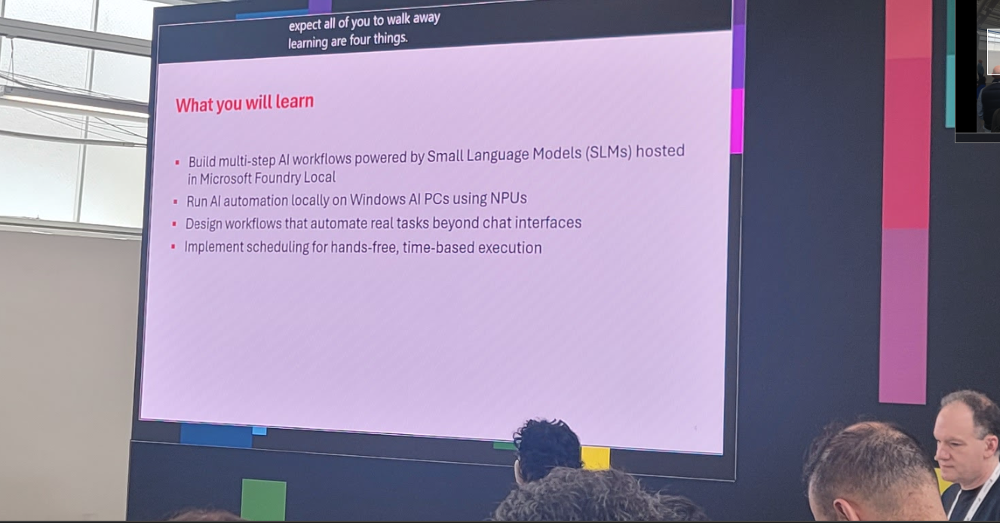 expect all of you to walk away
learning are four things.
What you will learn
▪ Build multi-step AI workflows powered by Small Language Models (SLMs) hosted
in Microsoft Foundry Local
▪ Run AI automation locally on Windows AI PCs using NPUs
▪ Design workflows that automate real tasks beyond chat interfaces
▪ Implement scheduling for hands-free, time-based execution